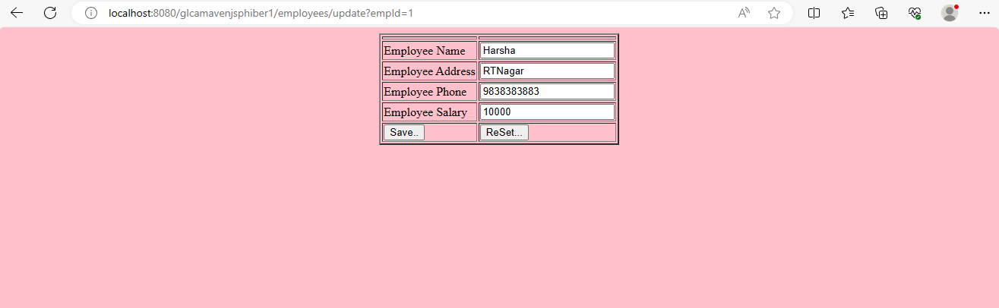 localhost:8080/glcamavenjsphiber1/employees/update?empId=1
Employee Name Harsha
Employee Address RTNagar
Employee Phone 9838383883
Employee Salary 10000
Save.. ReSet...